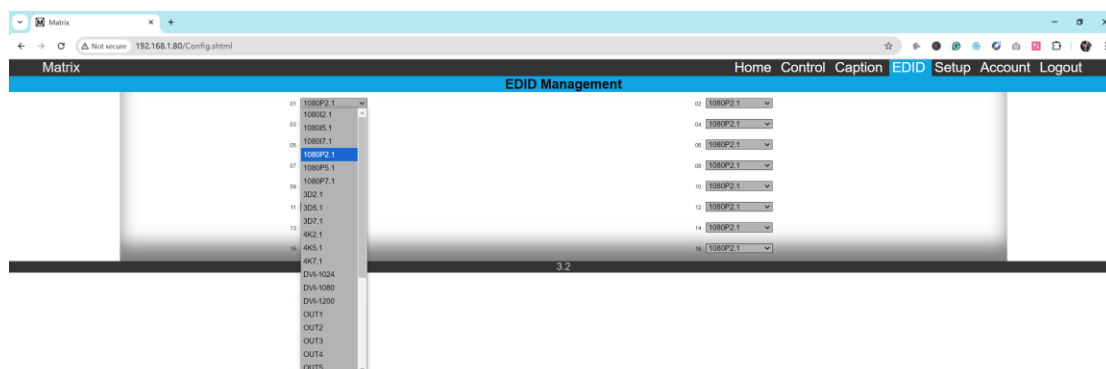 M Matrix × +
Not secure 192.168.1.80/Config.shtml
Matrix Home Control Caption EDID Setup Account Logout
EDID Management
01 1080P2.1 02 1080P2.1
1080I2.1
03 1080I5.1 04 1080P2.1
05 1080I7.1 06 1080P2.1
1080P2.1
07 1080P5.1 08 1080P2.1
09 1080P7.1 10 1080P2.1
3D2.1
11 3D5.1 12 1080P2.1
13 3D7.1 14 1080P2.1
4K2.1
15 4K5.1 16 1080P2.1
4K7.1
3.2
DVI-1024
DVI-1080
DVI-1200
OUT1
OUT2
OUT3
OUT4
OUT5